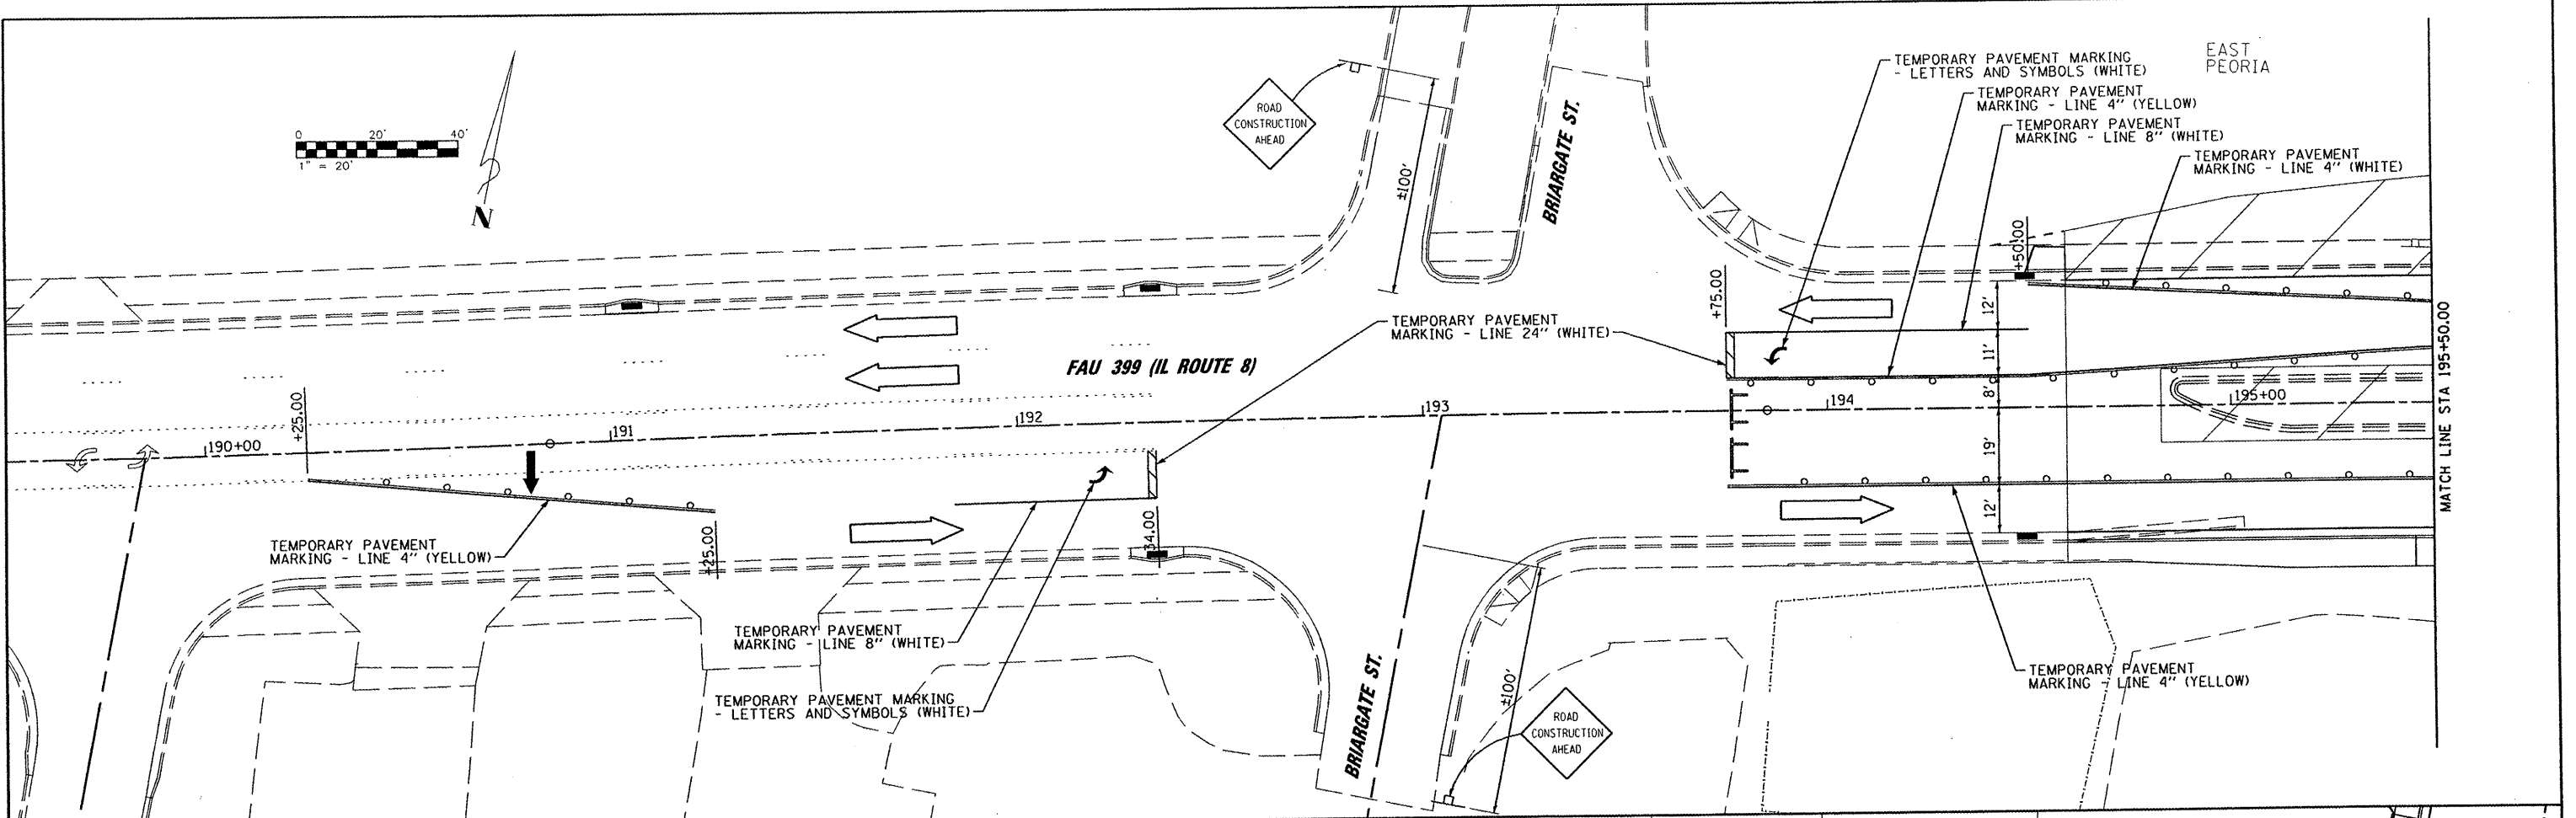 EAST
PEORIA
TEMPORARY PAVEMENT MARKING
- LETTERS AND SYMBOLS (WHITE)
TEMPORARY PAVEMENT
MARKING - LINE 4" (YELLOW)
TEMPORARY PAVEMENT
MARKING - LINE 8" (WHITE)
TEMPORARY PAVEMENT
MARKING - LINE 4" (WHITE)
0 20' 40'
1" = 20'
N
ROAD
CONSTRUCTION
AHEAD
±100'
BRIARGATE ST.
+50.00
+75.00
12'
11'
8'
19'
12'
TEMPORARY PAVEMENT
MARKING - LINE 24" (WHITE)
FAU 399 (IL ROUTE 8)
MATCH LINE STA 195+50.00
+25.00
190+00
191
192
193
194
195+00
+25.00
+34.00
TEMPORARY PAVEMENT
MARKING - LINE 4" (YELLOW)
TEMPORARY PAVEMENT
MARKING - LINE 8" (WHITE)
TEMPORARY PAVEMENT MARKING
- LETTERS AND SYMBOLS (WHITE)
BRIARGATE ST.
±100'
ROAD
CONSTRUCTION
AHEAD
TEMPORARY PAVEMENT
MARKING - LINE 4" (YELLOW)